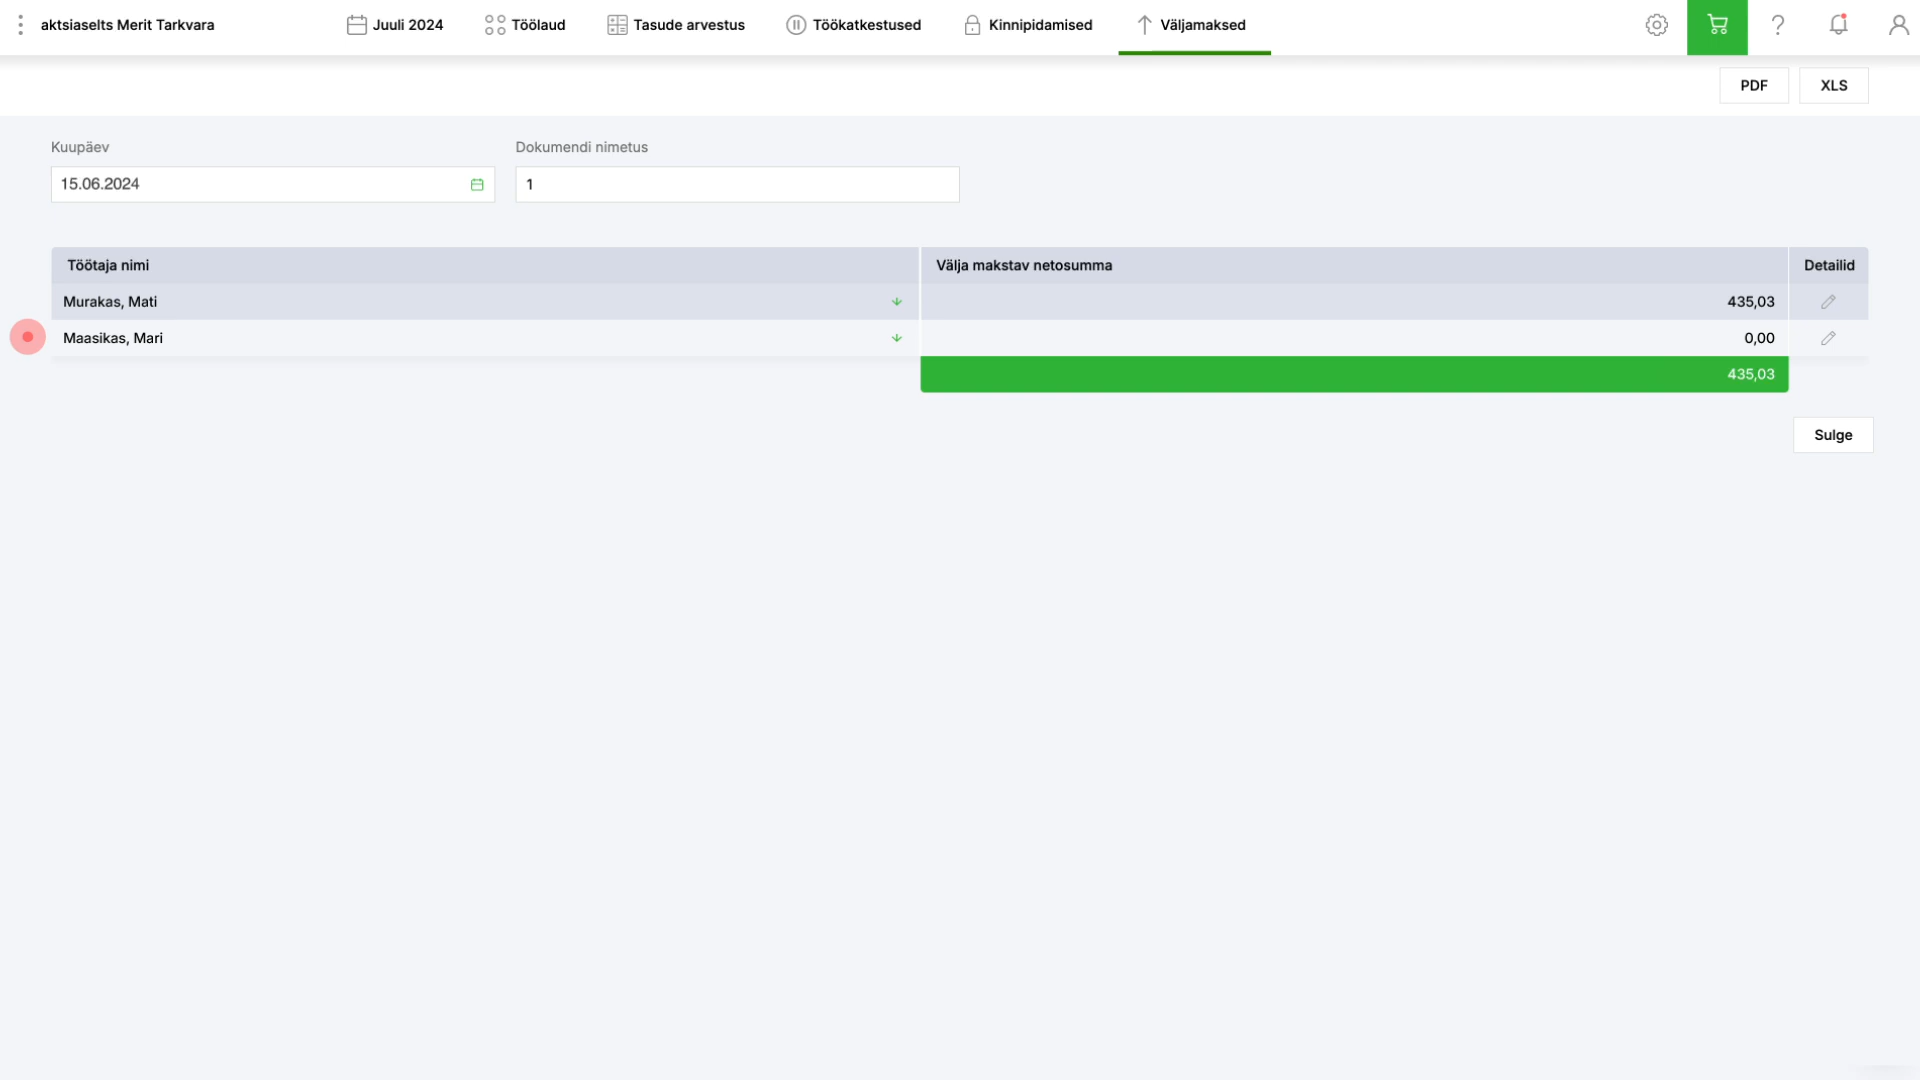 aktsiaselts Merit Tarkvara
Juuli 2024
Töölaud
Tasude arvestus
Töökatkestused
Kinnipidamised
Väljamaksed
PDF
XLS
Kuupäev
Dokumendi nimetus
15.06.2024
1
Töötaja nimi
Välja makstav netosumma
Detailid
Murakas, Mati
435,03
Maasikas, Mari
0,00
435,03
Sulge